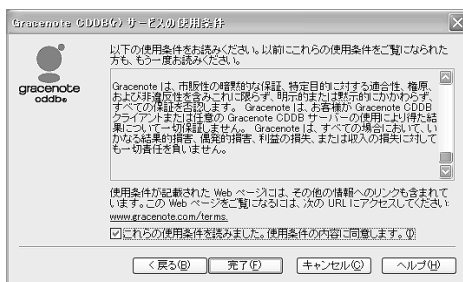 Gracenote CDDB(r) サービスの使用条件
gracenote
cddb®
以下の使用条件をお読みください。以前にこれらの使用条件をご覧になられた
方も、もう一度お読みください。
Gracenote は、市販性の暗黙的な保証、特定目的に対する適合性、権原、
および非違反性を含みこれに限らず、明示的または黙示的にかかわらず、
すべての保証を否認します。 Gracenote は、お客様が Gracenote CDDB
クライアントまたは任意の Gracenote CDDB サーバーの使用により得た結
果について一切保証しません。 Gracenote は、すべての場合において、い
かなる結果的損害、偶発的損害、利益の損失、または収入の損失に対して
も一切責任を負いません。
使用条件が記載された Web ページには、その他の情報へのリンクも含まれて
います。この Web ページをご覧になるには、次の URL にアクセスしてください:
www.gracenote.com/terms.
これらの使用条件を読みました。使用条件の内容に同意します。(I)
< 戻る(B) 完了(F) キャンセル(C) ヘルプ(H)